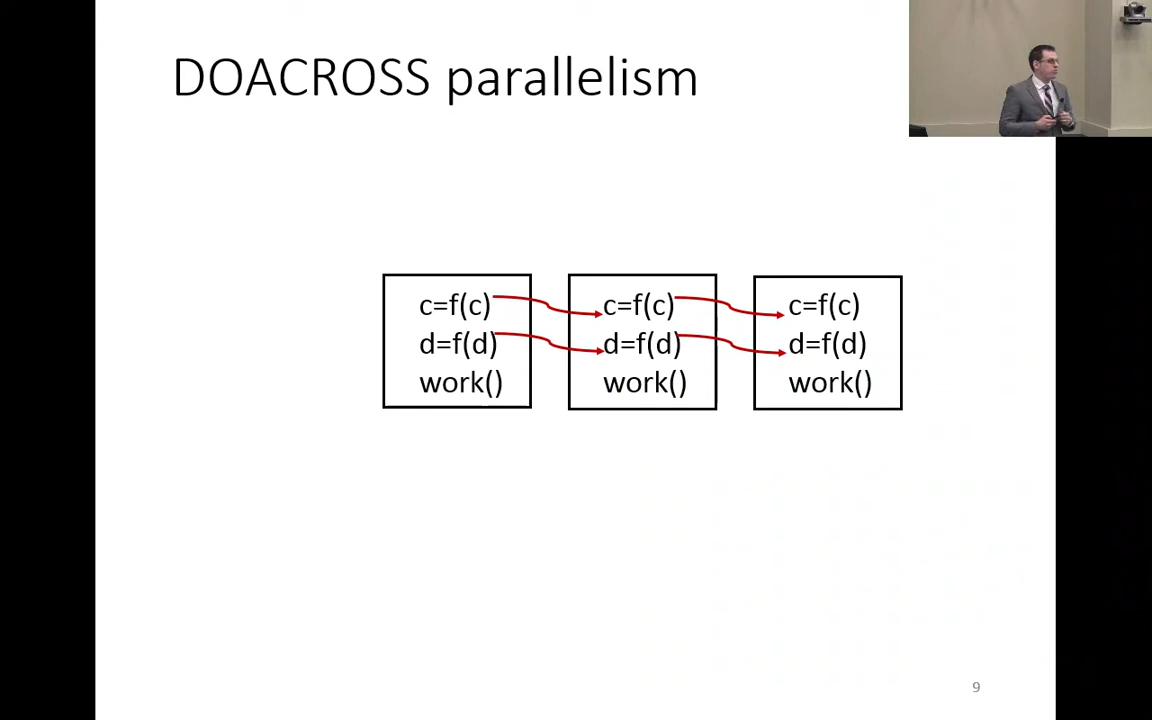 DOACROSS parallelism
c=f(c)
d=f(d)
work()
c=f(c)
d=f(d)
work()
c=f(c)
d=f(d)
work()
9